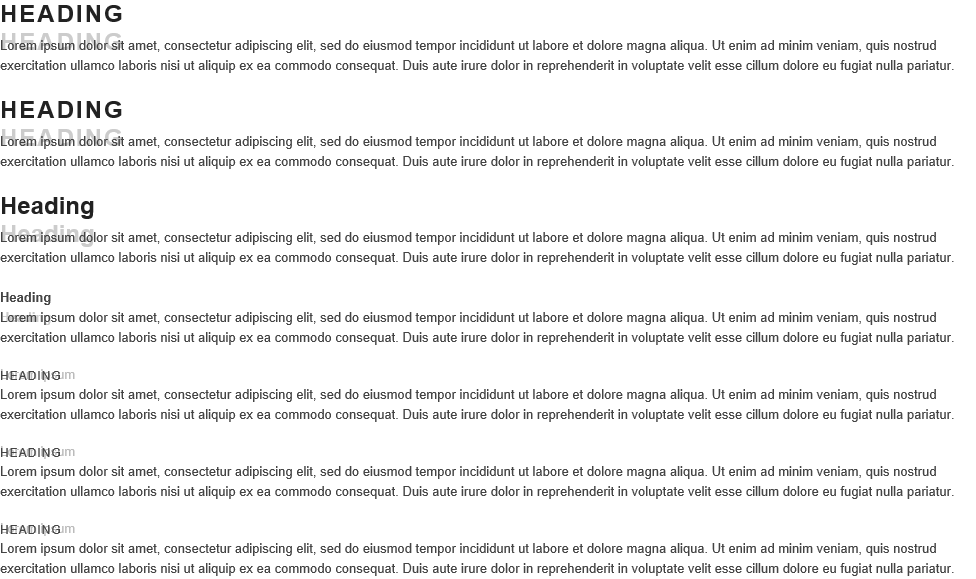 HEADING
HEADING
Lorem ipsum dolor sit amet, consectetur adipiscing elit, sed do eiusmod tempor incididunt ut labore et dolore magna aliqua. Ut enim ad minim veniam, quis nostrud
exercitation ullamco laboris nisi ut aliquip ex ea commodo consequat. Duis aute irure dolor in reprehenderit in voluptate velit esse cillum dolore eu fugiat nulla pariatur.
HEADING
HEADING
Lorem ipsum dolor sit amet, consectetur adipiscing elit, sed do eiusmod tempor incididunt ut labore et dolore magna aliqua. Ut enim ad minim veniam, quis nostrud
exercitation ullamco laboris nisi ut aliquip ex ea commodo consequat. Duis aute irure dolor in reprehenderit in voluptate velit esse cillum dolore eu fugiat nulla pariatur.
Heading
Heading
Lorem ipsum dolor sit amet, consectetur adipiscing elit, sed do eiusmod tempor incididunt ut labore et dolore magna aliqua. Ut enim ad minim veniam, quis nostrud
exercitation ullamco laboris nisi ut aliquip ex ea commodo consequat. Duis aute irure dolor in reprehenderit in voluptate velit esse cillum dolore eu fugiat nulla pariatur.
Heading
Lorem ipsum dolor sit amet, consectetur adipiscing elit, sed do eiusmod tempor incididunt ut labore et dolore magna aliqua. Ut enim ad minim veniam, quis nostrud
exercitation ullamco laboris nisi ut aliquip ex ea commodo consequat. Duis aute irure dolor in reprehenderit in voluptate velit esse cillum dolore eu fugiat nulla pariatur.
HEADING
Lorem ipsum dolor sit amet, consectetur adipiscing elit, sed do eiusmod tempor incididunt ut labore et dolore magna aliqua. Ut enim ad minim veniam, quis nostrud
exercitation ullamco laboris nisi ut aliquip ex ea commodo consequat. Duis aute irure dolor in reprehenderit in voluptate velit esse cillum dolore eu fugiat nulla pariatur.
HEADING
Lorem ipsum dolor sit amet, consectetur adipiscing elit, sed do eiusmod tempor incididunt ut labore et dolore magna aliqua. Ut enim ad minim veniam, quis nostrud
exercitation ullamco laboris nisi ut aliquip ex ea commodo consequat. Duis aute irure dolor in reprehenderit in voluptate velit esse cillum dolore eu fugiat nulla pariatur.
HEADING
Lorem ipsum dolor sit amet, consectetur adipiscing elit, sed do eiusmod tempor incididunt ut labore et dolore magna aliqua. Ut enim ad minim veniam, quis nostrud
exercitation ullamco laboris nisi ut aliquip ex ea commodo consequat. Duis aute irure dolor in reprehenderit in voluptate velit esse cillum dolore eu fugiat nulla pariatur.